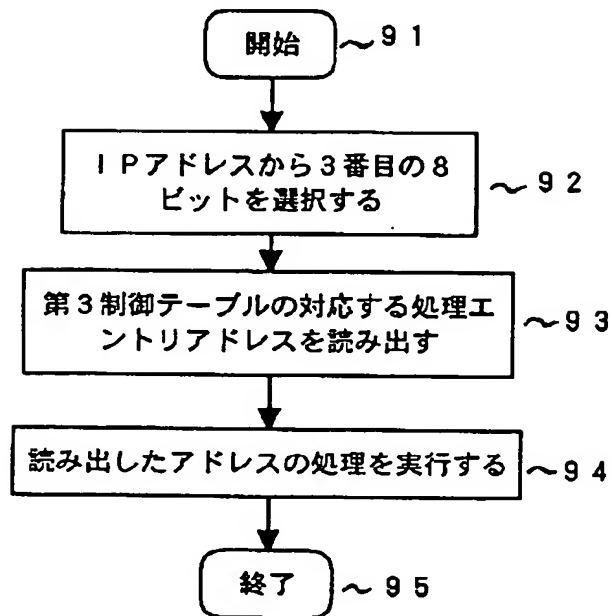 開始 ～91
IPアドレスから3番目の8
ビットを選択する ～92
第3制御テーブルの対応する処理エ
ントリアドレスを読み出す ～93
読み出したアドレスの処理を実行する ～94
終了 ～95